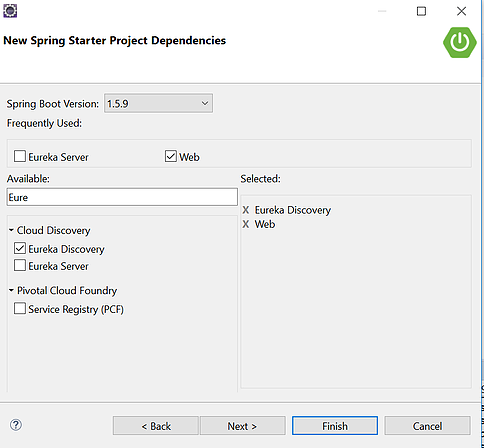 New Spring Starter Project Dependencies
Spring Boot Version: 1.5.9
Frequently Used:
Eureka Server Web
Available: Selected:
Eure
X Eureka Discovery
X Web
Cloud Discovery
Eureka Discovery
Eureka Server
Pivotal Cloud Foundry
Service Registry (PCF)
? < Back Next > Finish Cancel